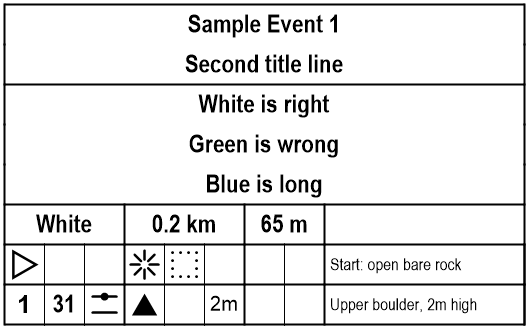 Sample Event 1
Second title line
White is right
Green is wrong
Blue is long
White 0.2 km 65 m
Start: open bare rock
1 31 2m Upper boulder, 2m high